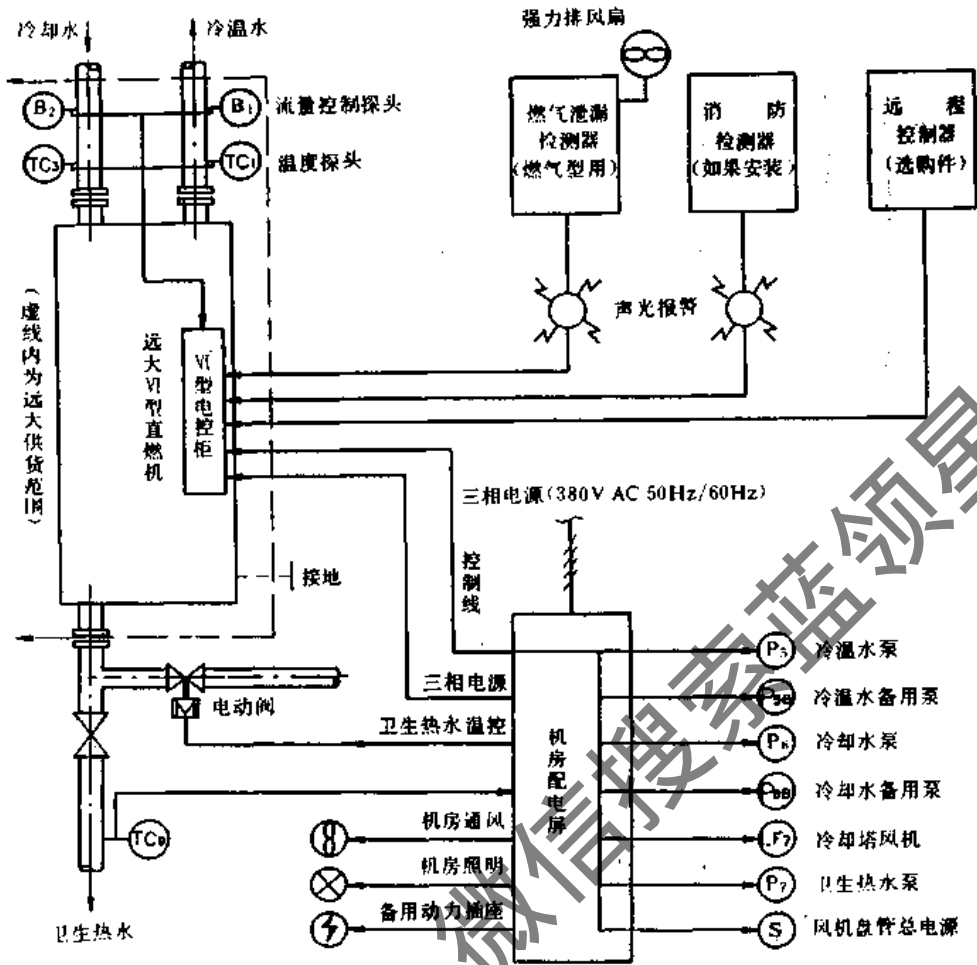 冷却水
冷温水
强力排风扇
B₂
B₁
流量控制探头
TC₃
TC₁
温度探头
燃气泄漏
检测器
(燃气型用)
消防
检测器
(如果安装)
远程
控制器
(选购件)
声光报警
(虚线内为远大供货范围)
远大Ⅵ型直燃机
Ⅵ型电控柜
接地
三相电源(380V AC 50Hz/60Hz)
控制线
三相电源
电动阀
M
卫生热水温控
机房配电屏
TC₉
机房通风
机房照明
备用动力插座
卫生热水
P₅
冷温水泵
冷温水备用泵
冷却水泵
冷却水备用泵
冷却塔风机
P₇
卫生热水泵
S
风机盘管总电源
微信搜索蓝领星